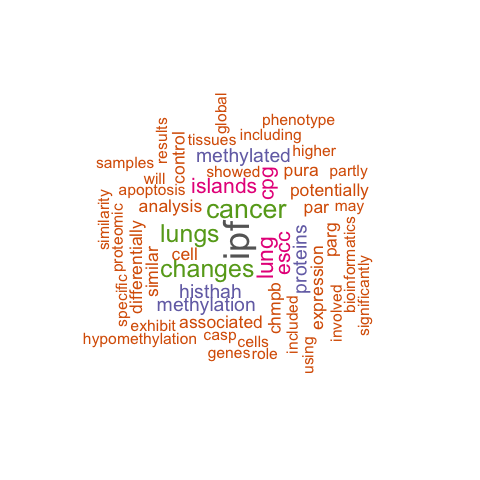 global
phenotype
results
control
tissues
including
methylated
higher
samples
showed
will
islands
cpg
pura
partly
apoptosis
potentially
similarity
proteomic
analysis
cancer
par
may
differentially
lungs
ipf
lung
escc
proteins
parg
bioinformatics
similar
cell
changes
expression
significantly
specific
histhah
methylation
chmpb
included
involved
exhibit
associated
hypomethylation
casp
cells
using
genes
role